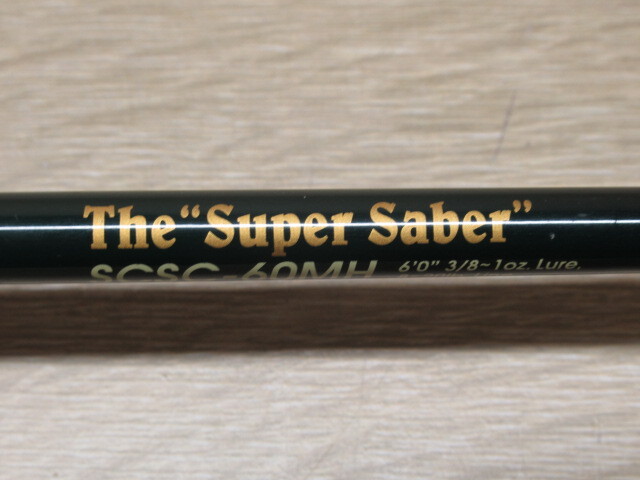 The "Super Saber"
SCSC-60MH 6'0" 3/8~1oz. Lure,